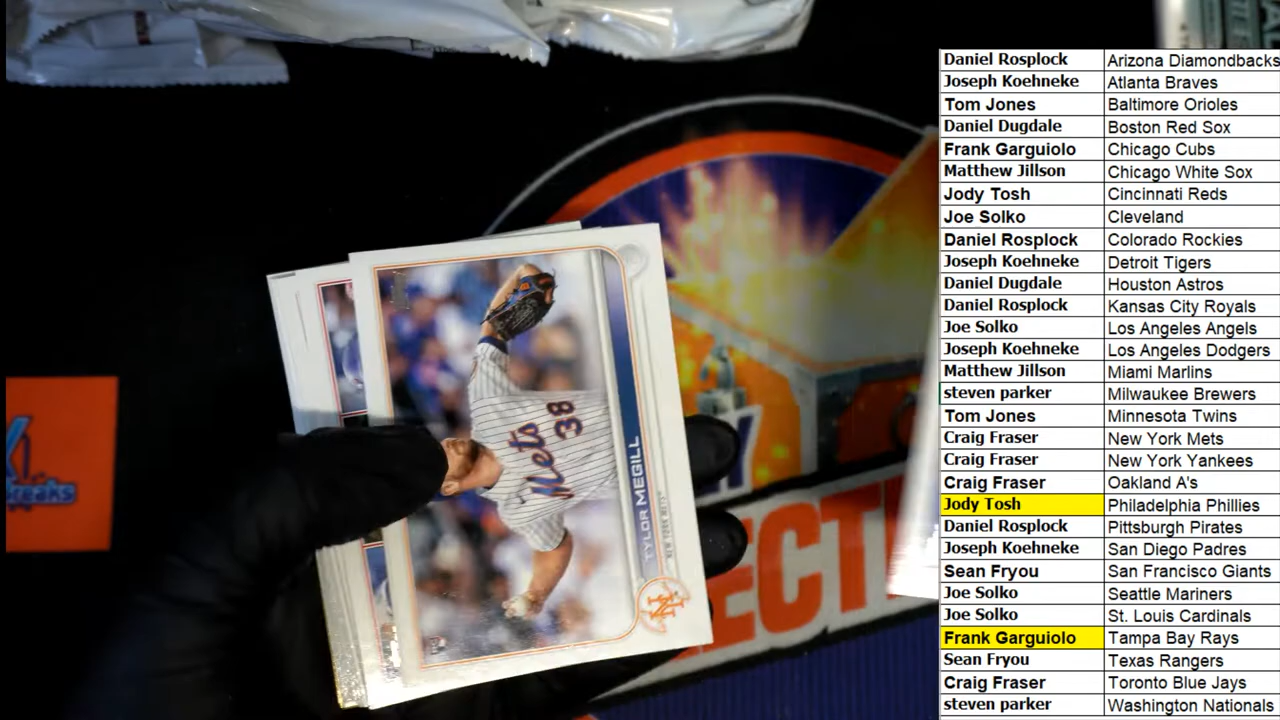 Daniel Rosplock Arizona Diamondbacks
Joseph Koehneke Atlanta Braves
Tom Jones Baltimore Orioles
Daniel Dugdale Boston Red Sox
Frank Garguiolo Chicago Cubs
Matthew Jillson Chicago White Sox
Jody Tosh Cincinnati Reds
Joe Solko Cleveland
Daniel Rosplock Colorado Rockies
Joseph Koehneke Detroit Tigers
Daniel Dugdale Houston Astros
Daniel Rosplock Kansas City Royals
Joe Solko Los Angeles Angels
Joseph Koehneke Los Angeles Dodgers
Matthew Jillson Miami Marlins
steven parker Milwaukee Brewers
Tom Jones Minnesota Twins
Craig Fraser New York Mets
Craig Fraser New York Yankees
Craig Fraser Oakland A's
Jody Tosh Philadelphia Phillies
Daniel Rosplock Pittsburgh Pirates
Joseph Koehneke San Diego Padres
Sean Fryou San Francisco Giants
Joe Solko Seattle Mariners
Joe Solko St. Louis Cardinals
Frank Garguiolo Tampa Bay Rays
Sean Fryou Texas Rangers
Craig Fraser Toronto Blue Jays
steven parker Washington Nationals
Mets
38
TYLOR MEGILL
NEW YORK METS
NY
ECTI
Breaks